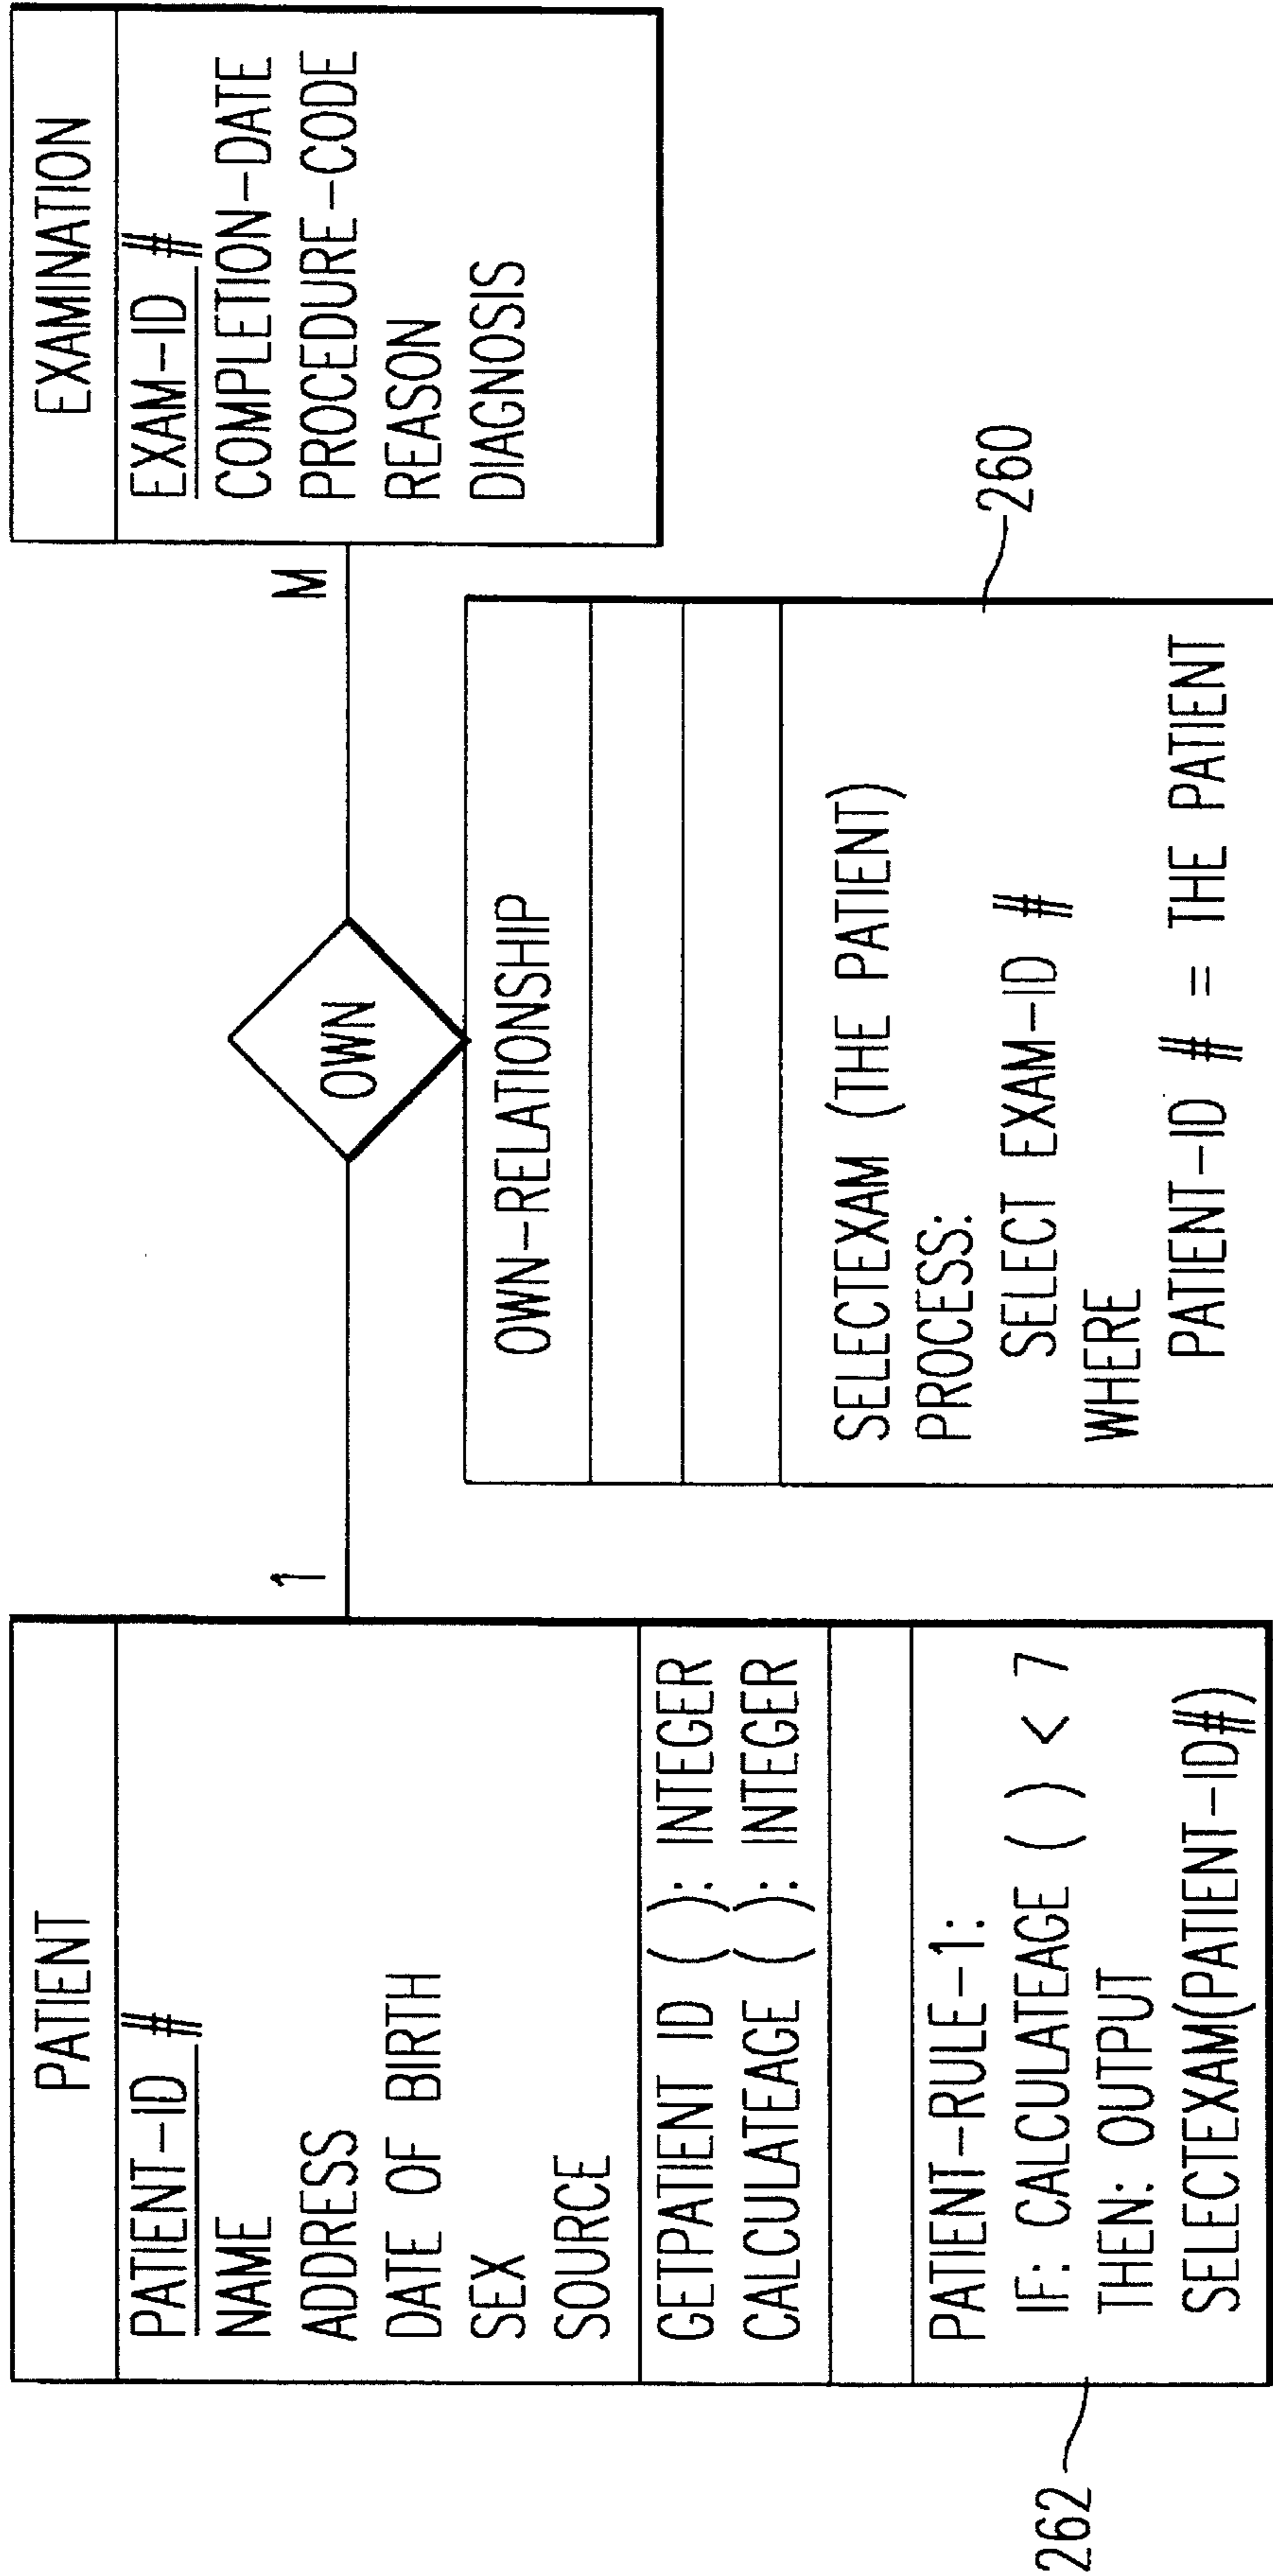 PATIENT
PATIENT-ID #
NAME
ADDRESS
DATE OF BIRTH
SEX
SOURCE
GETPATIENT ID ( ): INTEGER
CALCULATEAGE ( ): INTEGER
PATIENT-RULE-1:
IF: CALCULATEAGE ( ) < 7
THEN: OUTPUT
SELECTEXAM(PATIENT-ID#)
262
1
OWN
M
OWN-RELATIONSHIP
SELECTEXAM (THE PATIENT)
PROCESS:
SELECT EXAM-ID #
WHERE
PATIENT-ID # = THE PATIENT
260
EXAMINATION
EXAM-ID #
COMPLETION-DATE
PROCEDURE-CODE
REASON
DIAGNOSIS